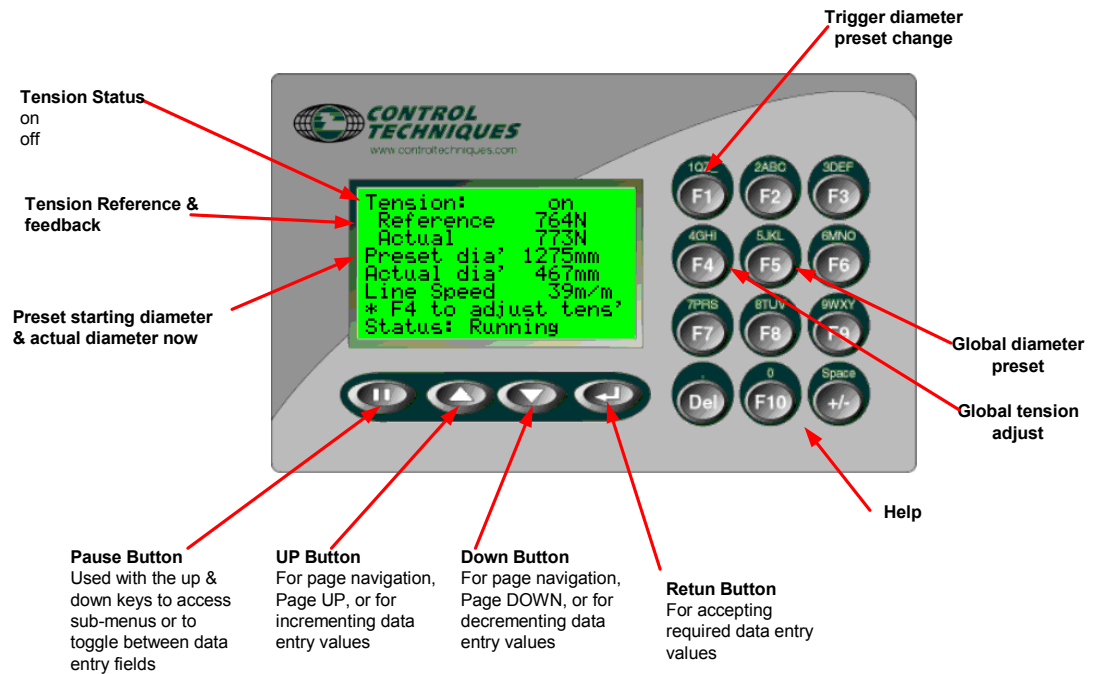 Trigger diameter
preset change
Tension Status
on
off
CONTROL
TECHNIQUES
www.controltechniques.com
Tension Reference &
feedback
Tension: on
Reference 764N
Actual 773N
Preset dia' 1275mm
Actual dia' 467mm
Line Speed 39m/m
* F4 to adjust tens'
Status: Running
1QZ_ 2ABC 3DEF
F1 F2 F3
4GHI 5JKL 6MNO
F4 F5 F6
7PRS 8TUV 9WXY
F7 F8 F9
. 0 Space
Del F10 +/-
Preset starting diameter
& actual diameter now
Global diameter
preset
Global tension
adjust
Help
Pause Button
Used with the up &
down keys to access
sub-menus or to
toggle between data
entry fields
UP Button
For page navigation,
Page UP, or for
incrementing data
entry values
Down Button
For page navigation,
Page DOWN, or for
decrementing data
entry values
Retun Button
For accepting
required data entry
values